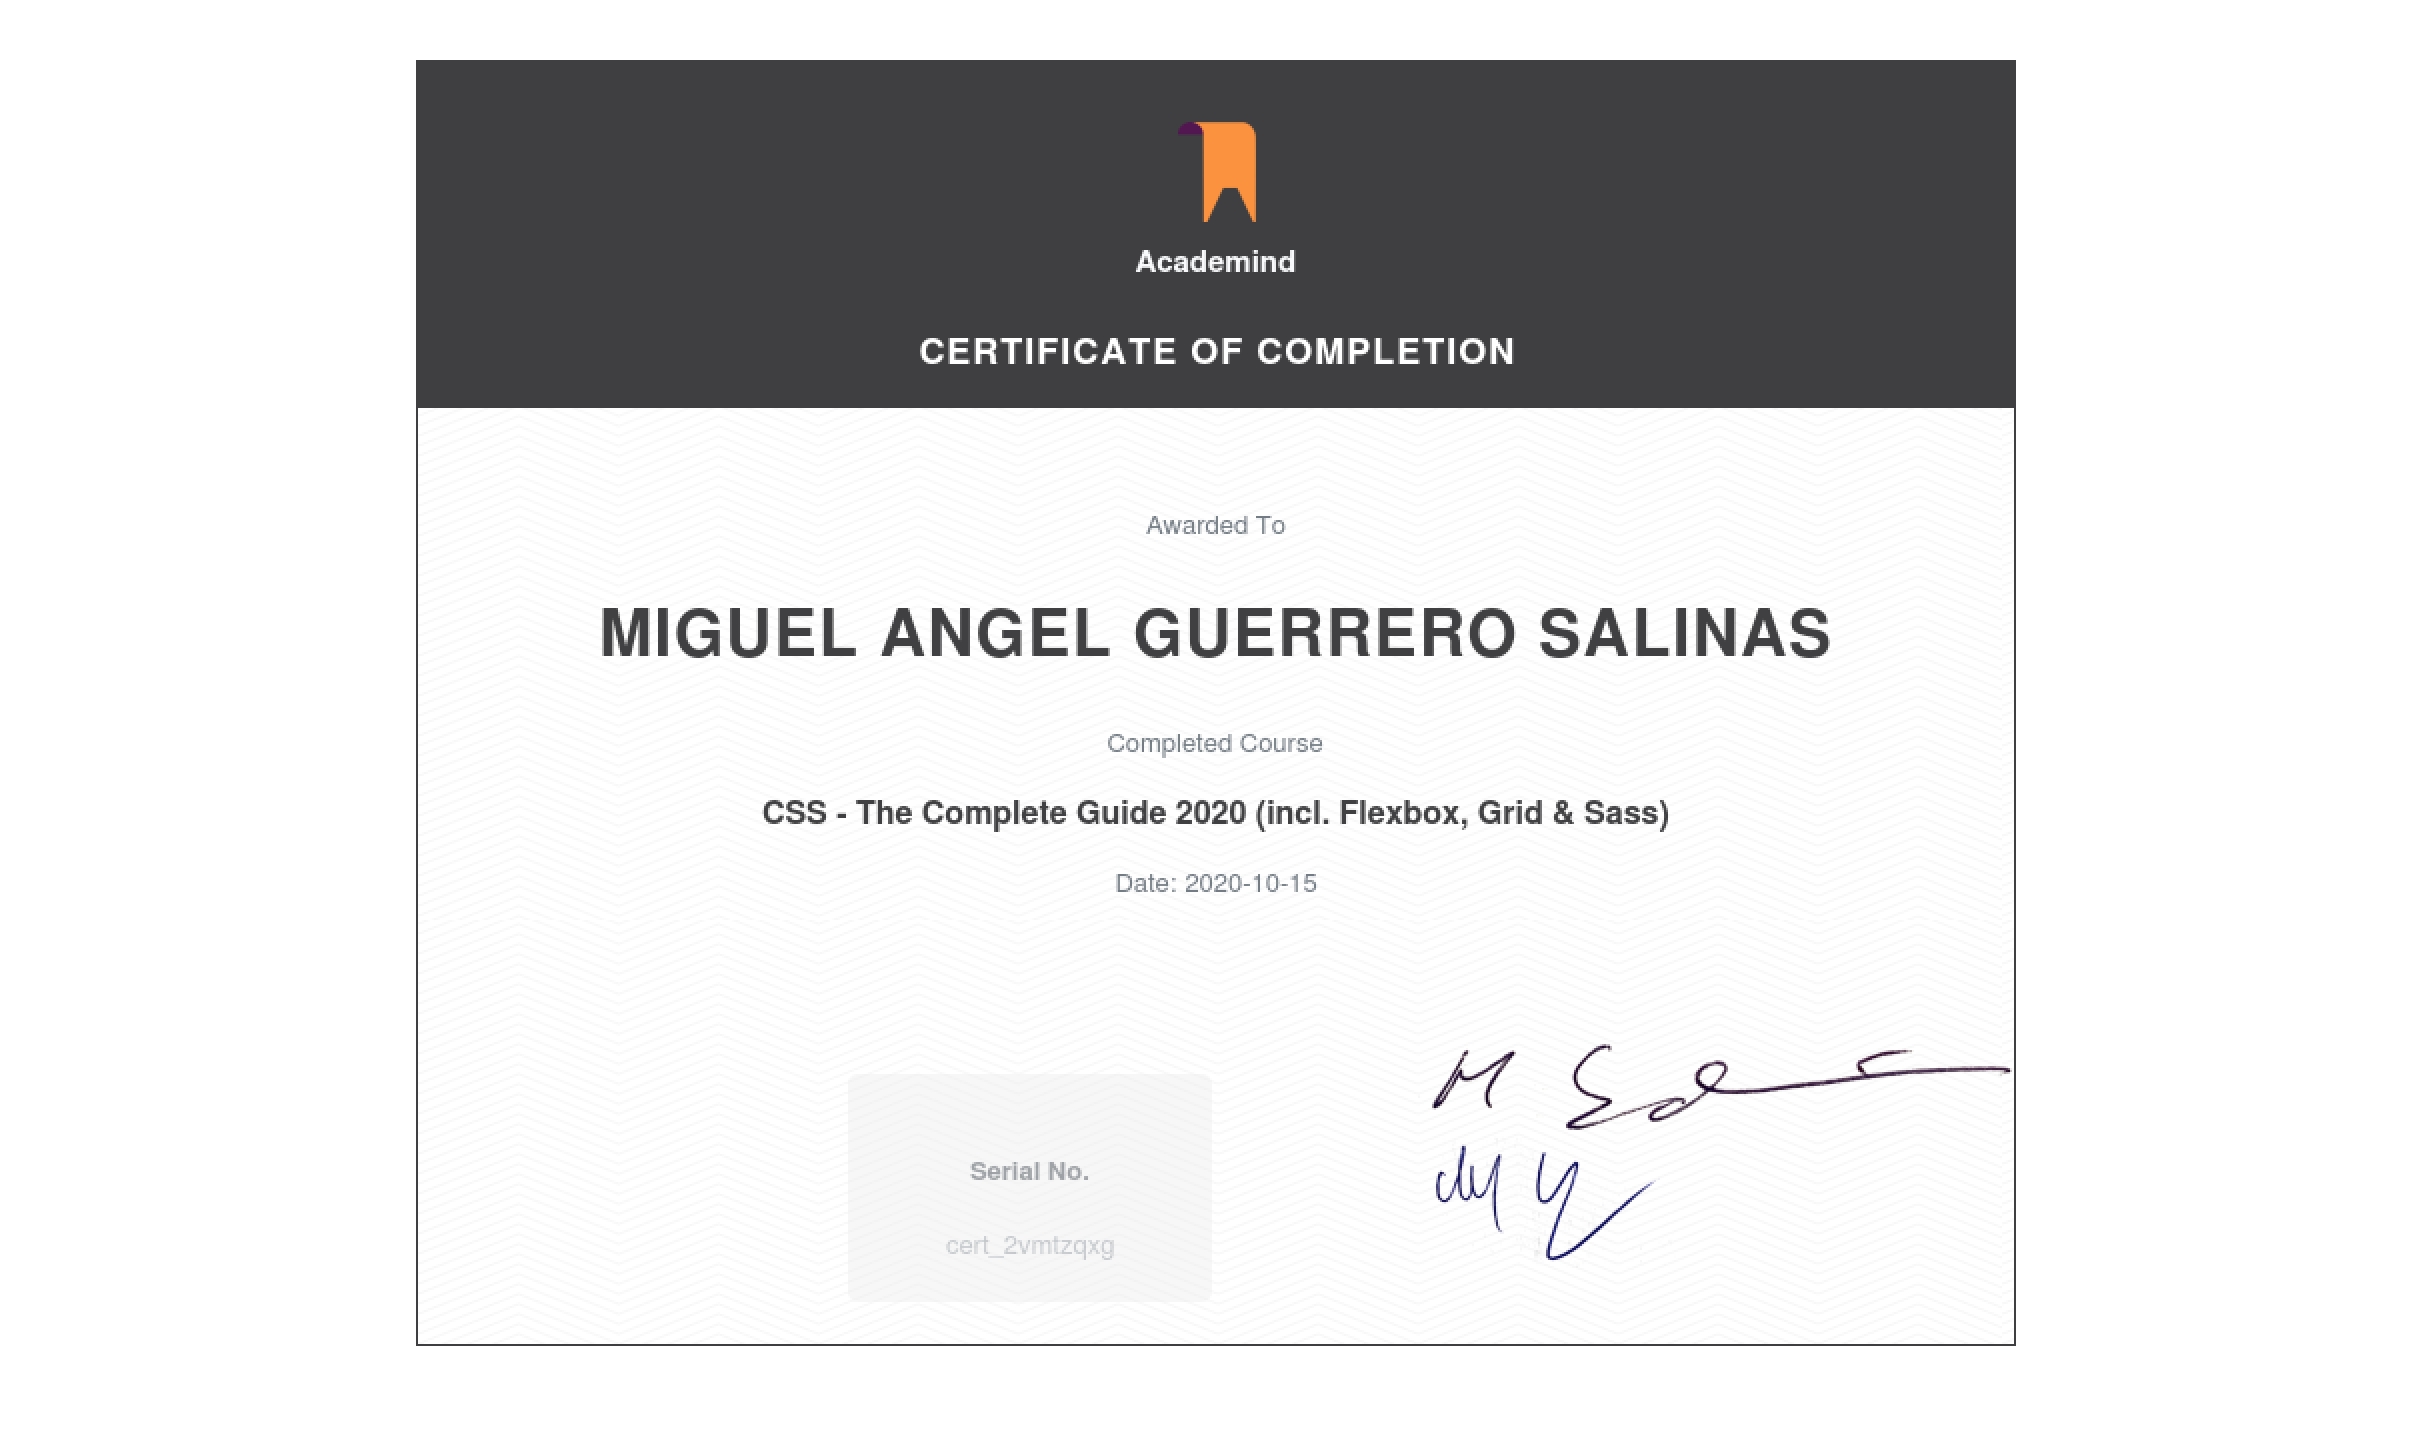 Academind
CERTIFICATE OF COMPLETION
Awarded To
MIGUEL ANGEL GUERRERO SALINAS
Completed Course
CSS - The Complete Guide 2020 (incl. Flexbox, Grid & Sass)
Date: 2020-10-15
Serial No.
cert_2vmtzqxg